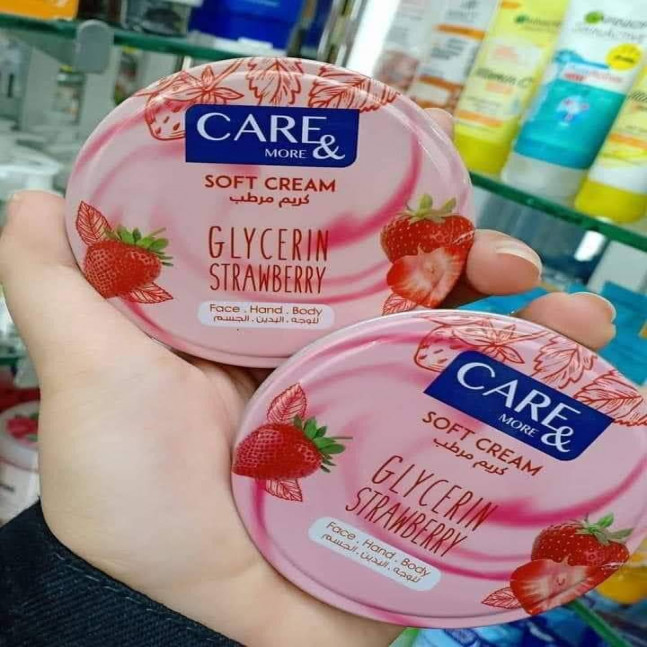 CARE &
MORE
SOFT CREAM
كريم مرطب
GLYCERIN
STRAWBERRY
Face . Hand . Body
للوجه . اليدين . الجسم
CARE &
MORE
SOFT CREAM
كريم مرطب
GLYCERIN
STRAWBERRY
Face . Hand . Body
للوجه . اليدين . الجسم
GARNIER